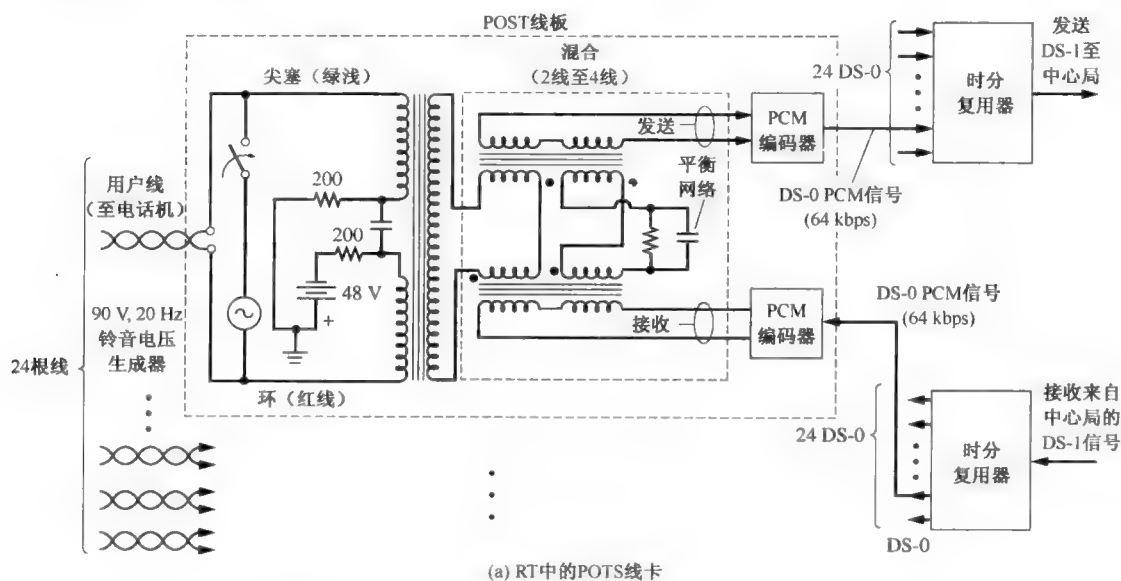 POST线板
混合
(2线至4线)
尖塞（绿浅）
发送
PCM
编码器
24 DS-0
时分
复用器
发送
DS-1至
中心局
用户线
（至电话机）
200
200
48 V
+
平衡
网络
DS-0 PCM信号
(64 kbps)
90 V, 20 Hz
铃音电压
生成器
24根线
环（红线）
接收
PCM
编码器
DS-0 PCM信号
(64 kbps)
24 DS-0
时分
复用器
接收来自
中心局的
DS-1信号
DS-0
(a) RT中的POTS线卡